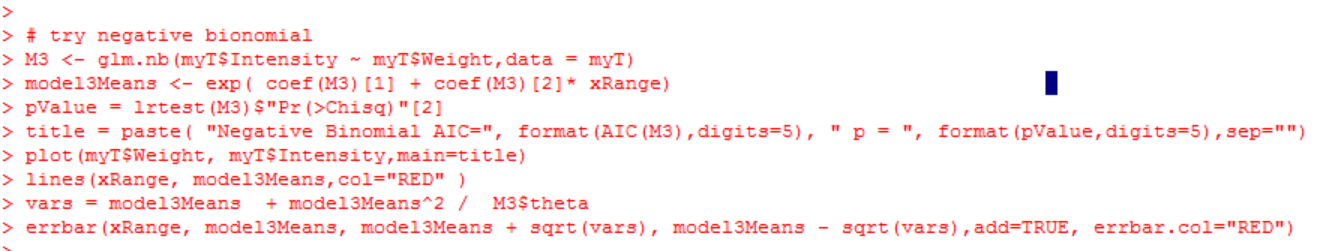 >
> # try negative bionomial
> M3 <- glm.nb(myT$Intensity ~ myT$Weight,data = myT)
> model3Means <- exp( coef(M3)[1] + coef(M3)[2]* xRange)
> pValue = lrtest(M3)$"Pr(>Chisq)"[2]
> title = paste( "Negative Binomial AIC=", format(AIC(M3),digits=5), " p = ", format(pValue,digits=5),sep="")
> plot(myT$Weight, myT$Intensity,main=title)
> lines(xRange, model3Means,col="RED" )
> vars = model3Means  + model3Means^2 /  M3$theta
> errbar(xRange, model3Means, model3Means + sqrt(vars), model3Means - sqrt(vars),add=TRUE, errbar.col="RED")
>